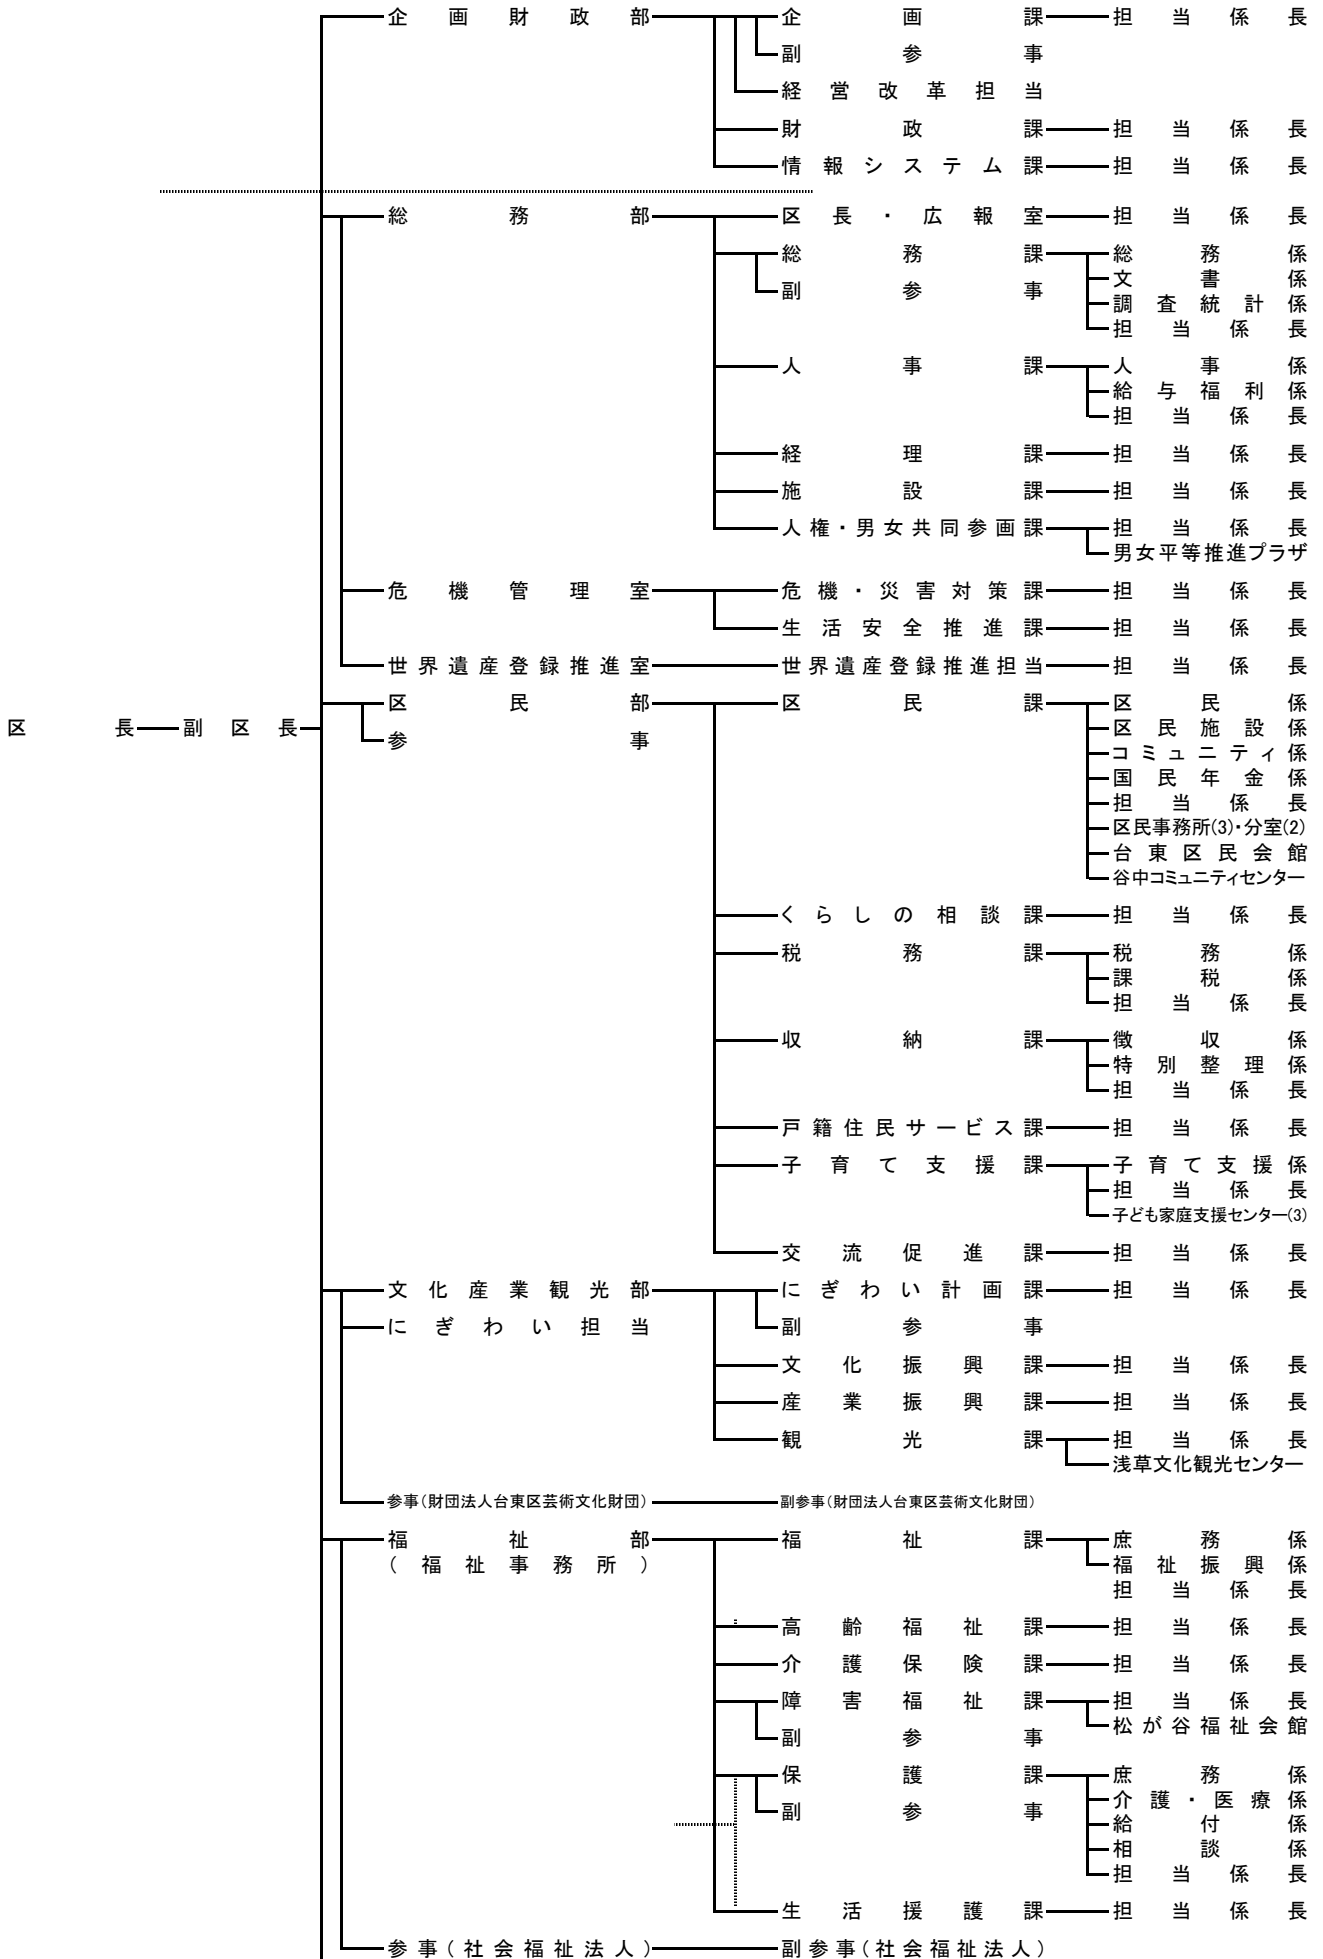 企画財政部 企画課 担当係長
副参事
経営改革担当
財政課 担当係長
情報システム課 担当係長
総務部 区長・広報室 担当係長
総務課 総務係
文書係
副参事
調査統計係
担当係長
人事課 人事係
給与福利係
担当係長
経理課 担当係長
施設課 担当係長
人権・男女共同参画課 担当係長
男女平等推進プラザ
危機管理室 危機・災害対策課 担当係長
生活安全推進課 担当係長
世界遺産登録推進室 世界遺産登録推進担当 担当係長
区民部 区民課 区民係
区長 副区長 区民施設係
参事
コミュニティ係
国民年金係
担当係長
区民事務所(3)・分室(2)
台東区民会館
谷中コミュニティセンター
くらしの相談課 担当係長
税務課 税務係
課税係
担当係長
収納課 徴収係
特別整理係
担当係長
戸籍住民サービス課 担当係長
子育て支援課 子育て支援係
担当係長
子ども家庭支援センター(3)
交流促進課 担当係長
文化産業観光部 にぎわい計画課 担当係長
にぎわい担当 副参事
文化振興課 担当係長
産業振興課 担当係長
観光課 担当係長
浅草文化観光センター
参事(財団法人台東区芸術文化財団) 副参事(財団法人台東区芸術文化財団)
福祉部 福祉課 庶務係
(福祉事務所) 福祉振興係
担当係長
高齢福祉課 担当係長
介護保険課 担当係長
障害福祉課 担当係長
松が谷福祉会館
副参事
保護課 庶務係
介護・医療係
副参事
給付係
相談係
担当係長
生活援護課 担当係長
参事(社会福祉法人) 副参事(社会福祉法人)